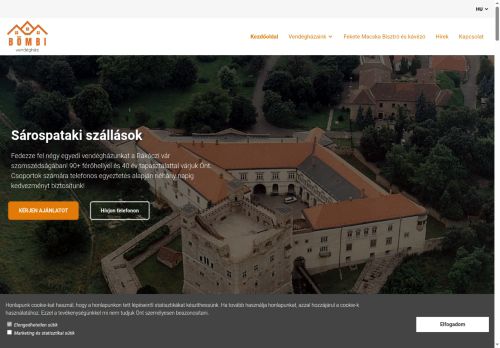 HU
BÖMBI
vendégház
Kezdőoldal
Vendégházaink
Fekete Macska Bisztró és kávézó
Hírek
Kapcsolat
Sárospataki szállások
Fedezze fel négy egyedi vendégházunkat a Rákóczi vár
szomszédságában! 90+ férőhellyel és 40 év tapasztalattal várjuk Önt.
Csoportok számára telefonos egyeztetés alapján néhány napig
kedvezményt biztosítunk!
KÉRJEN AJÁNLATOT
Hívjon telefonon
Honlapunk cookie-kat használ, hogy a honlapunkon tett lépéseiről statisztikákat készíthessünk. Ha tovább használja honlapunkat, azzal hozzájárul a cookie-k
használatához. Ezzel a tevékenységünkkel mi nem tudjuk Önt személyesen beazonosítani.
Elengedhetetlen sütik
Marketing és statisztikai sütik
Elfogadom